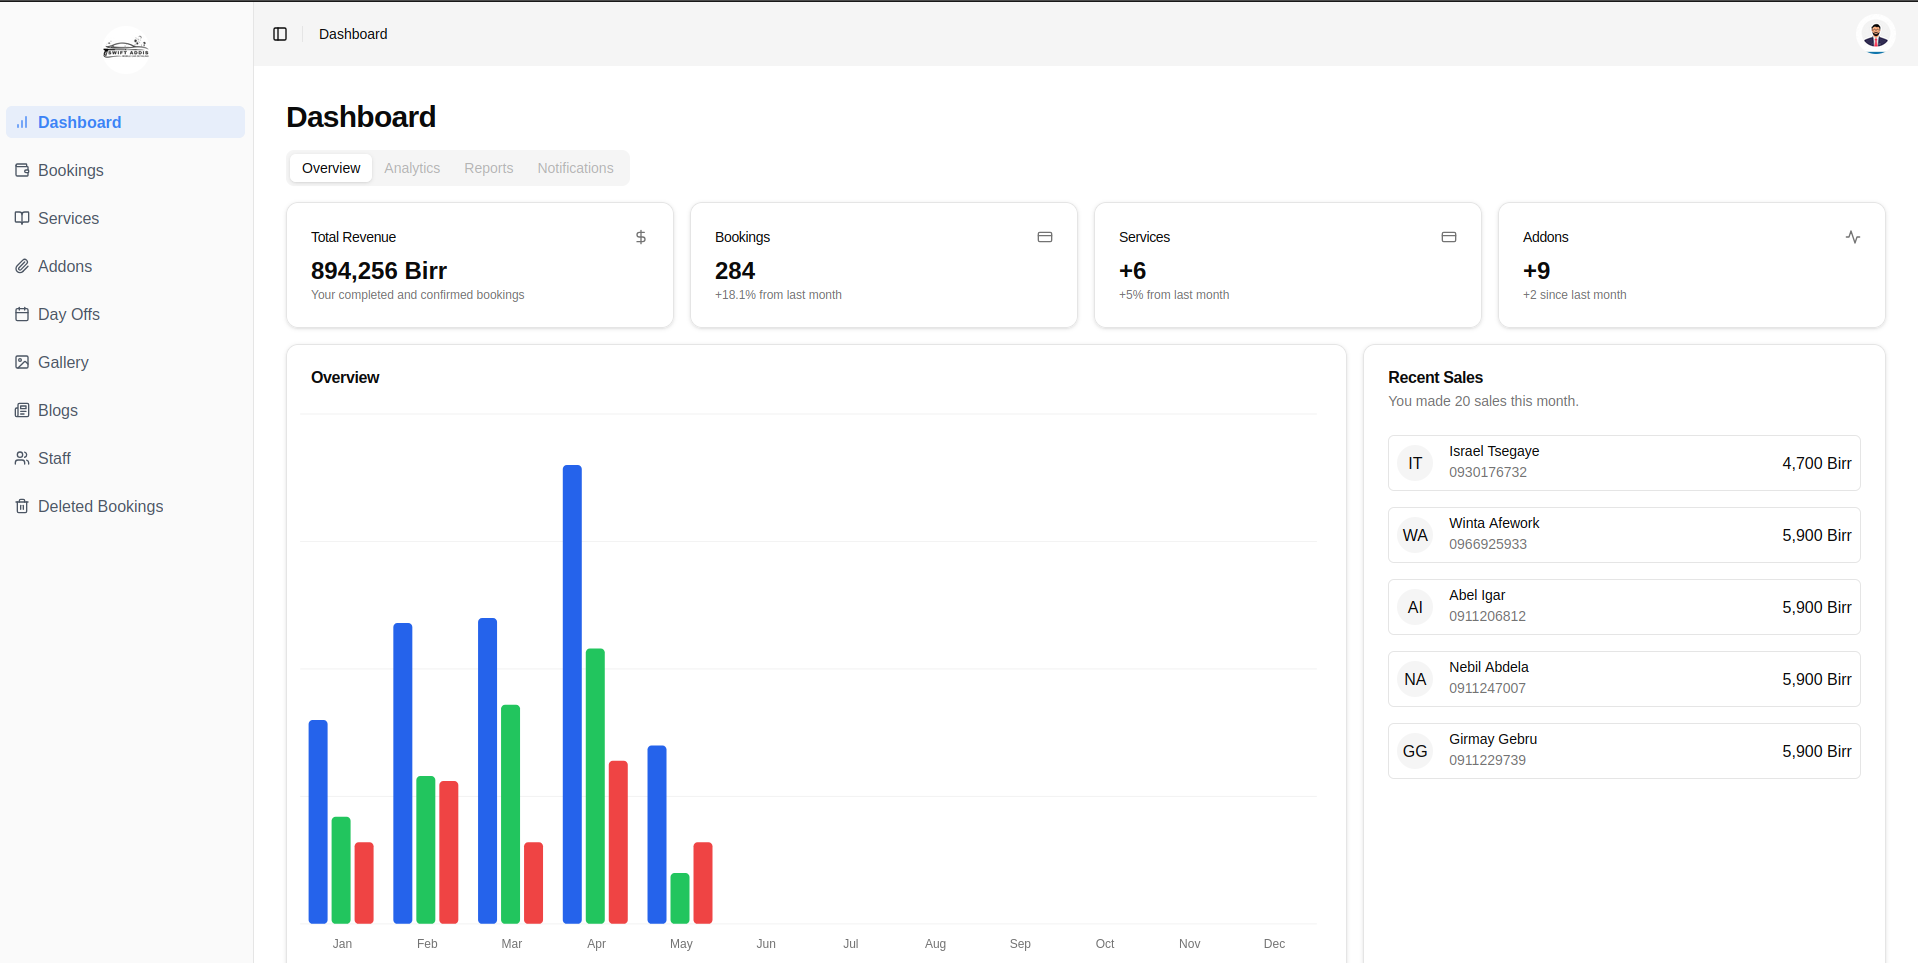 SWIFT ADDIS
Dashboard
Bookings
Services
Addons
Day Offs
Gallery
Blogs
Staff
Deleted Bookings
Dashboard
Dashboard
Overview Analytics Reports Notifications
Total Revenue
894,256 Birr
Your completed and confirmed bookings
Bookings
284
+18.1% from last month
Services
+6
+5% from last month
Addons
+9
+2 since last month
Overview
Jan Feb Mar Apr May Jun Jul Aug Sep Oct Nov Dec
Recent Sales
You made 20 sales this month.
IT Israel Tsegaye 4,700 Birr
0930176732
WA Winta Afework 5,900 Birr
0966925933
AI Abel Igar 5,900 Birr
0911206812
NA Nebil Abdela 5,900 Birr
0911247007
GG Girmay Gebru 5,900 Birr
0911229739